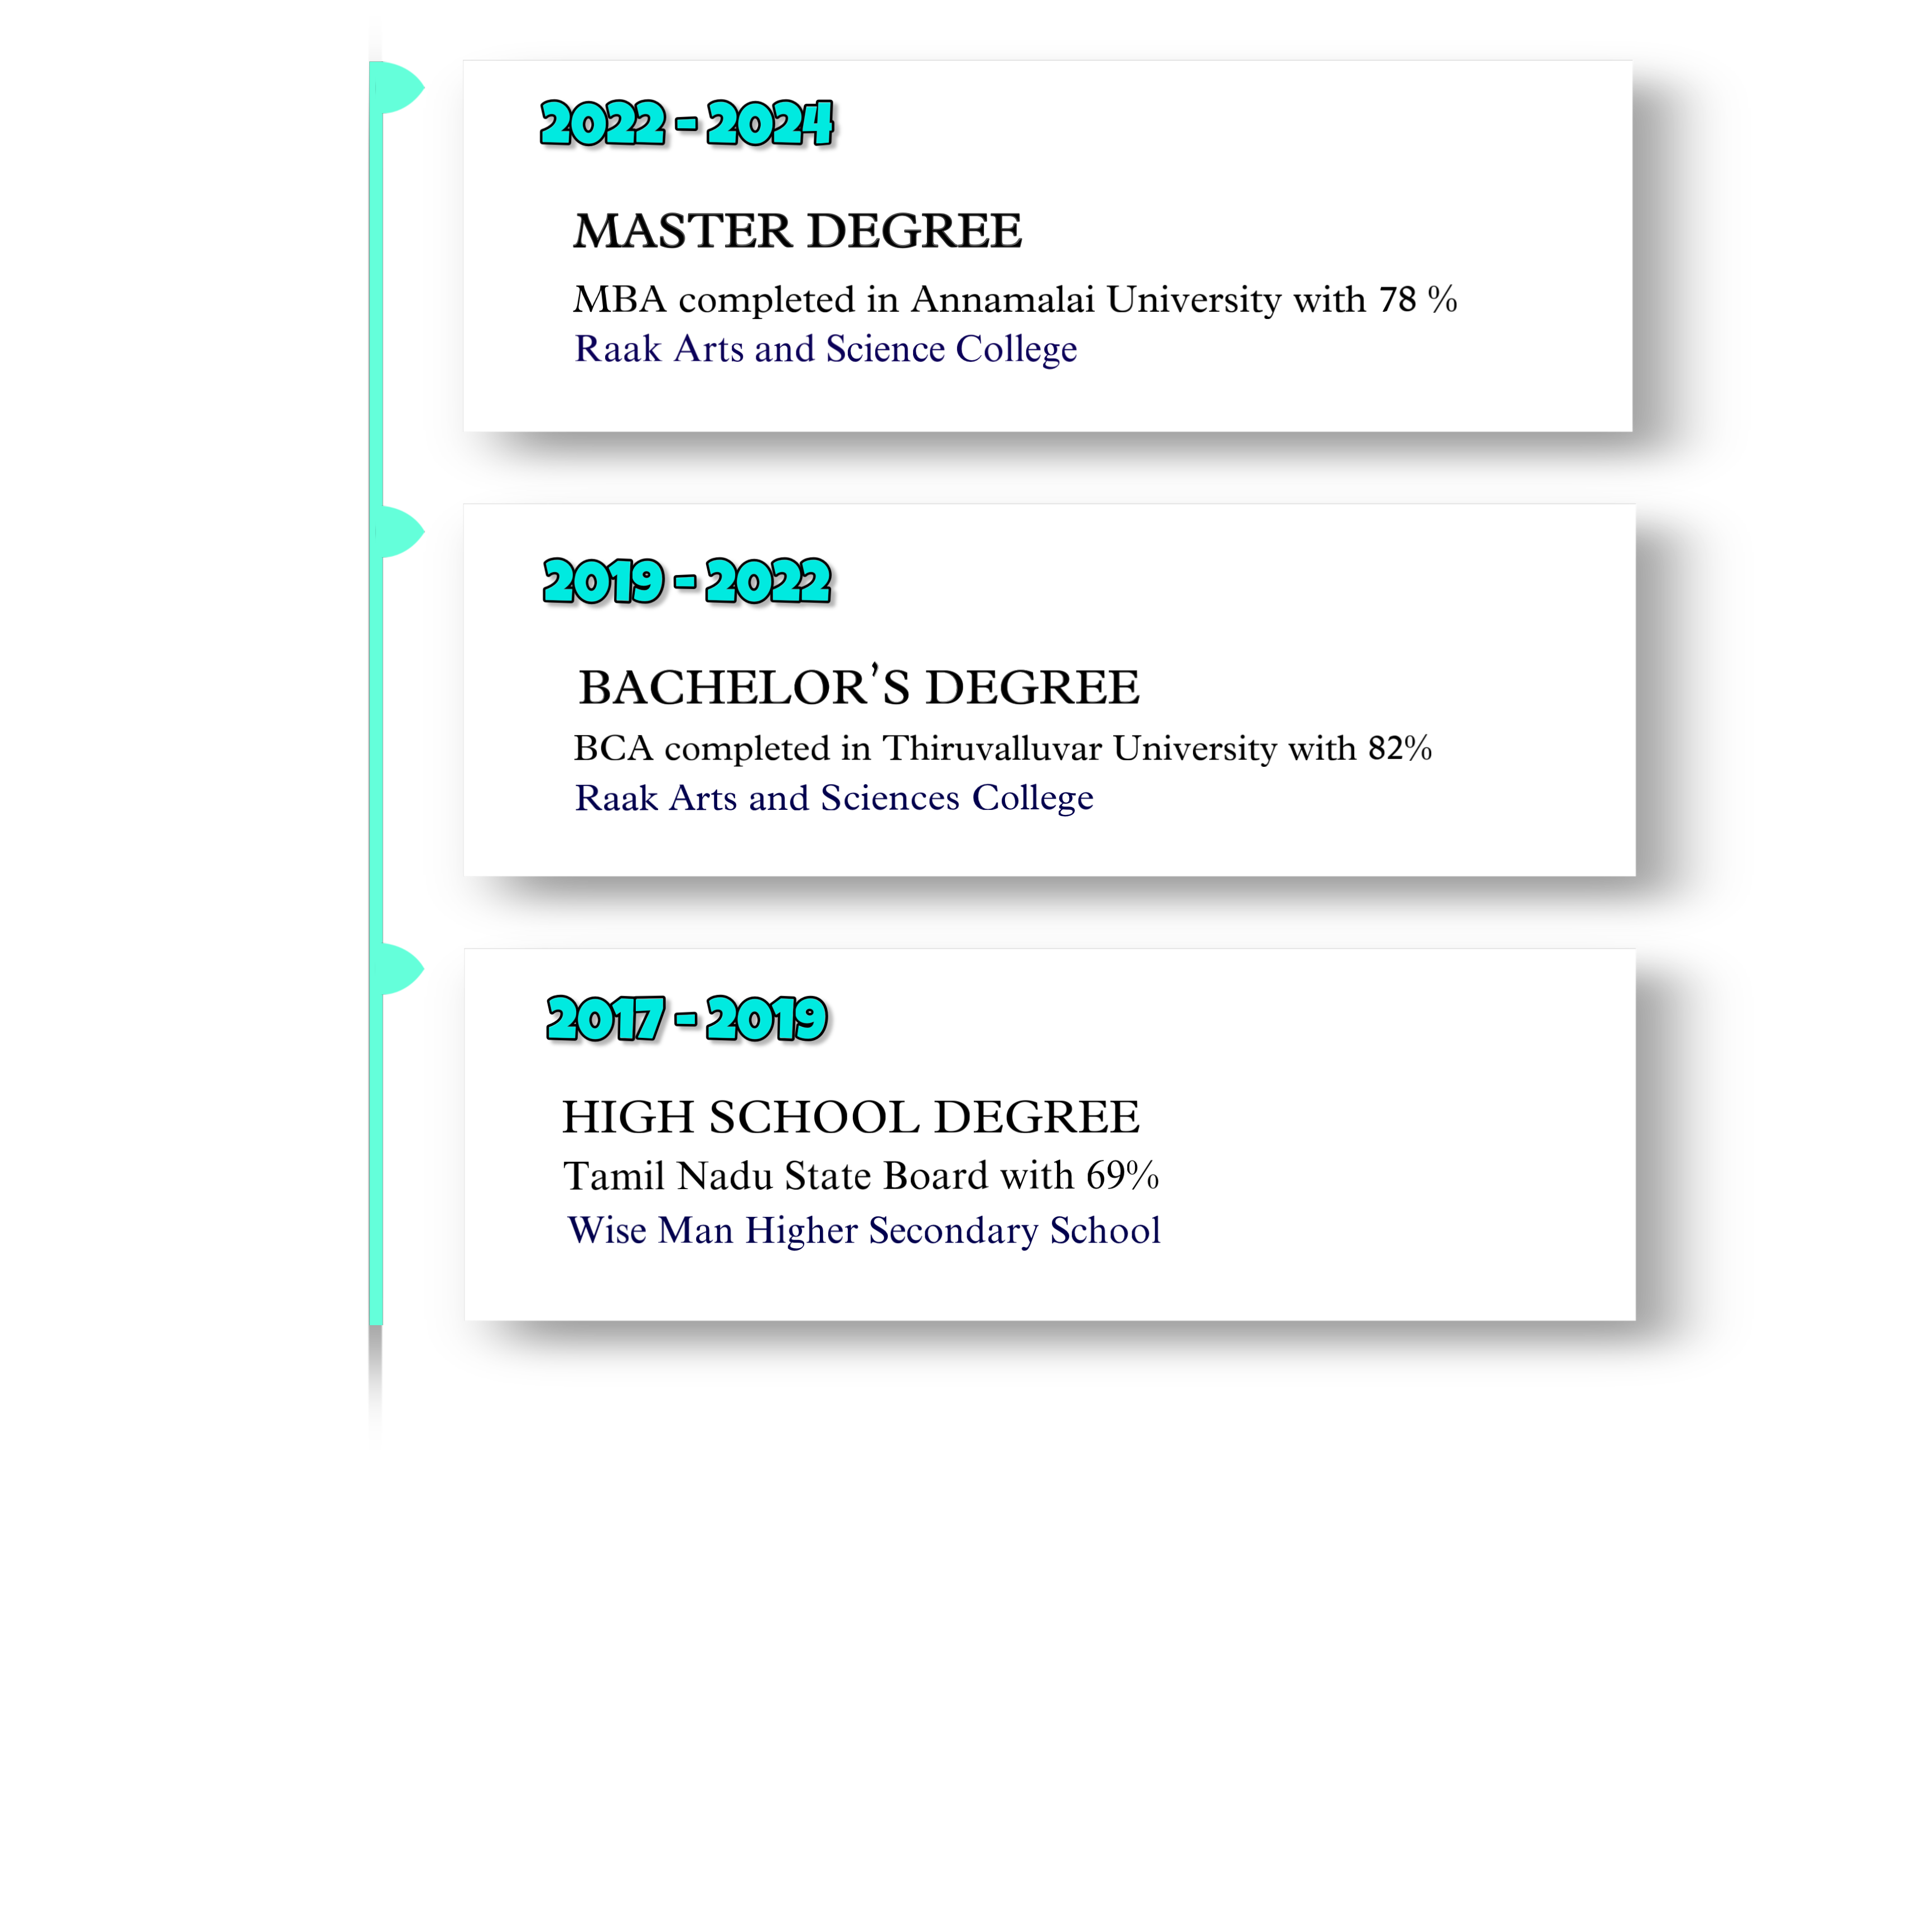 2022 - 2024
MASTER DEGREE
MBA completed in Annamalai University with 78 %
Raak Arts and Science College
2019 - 2022
BACHELOR’S DEGREE
BCA completed in Thiruvalluvar University with 82%
Raak Arts and Sciences College
2017 - 2019
HIGH SCHOOL DEGREE
Tamil Nadu State Board with 69%
Wise Man Higher Secondary School